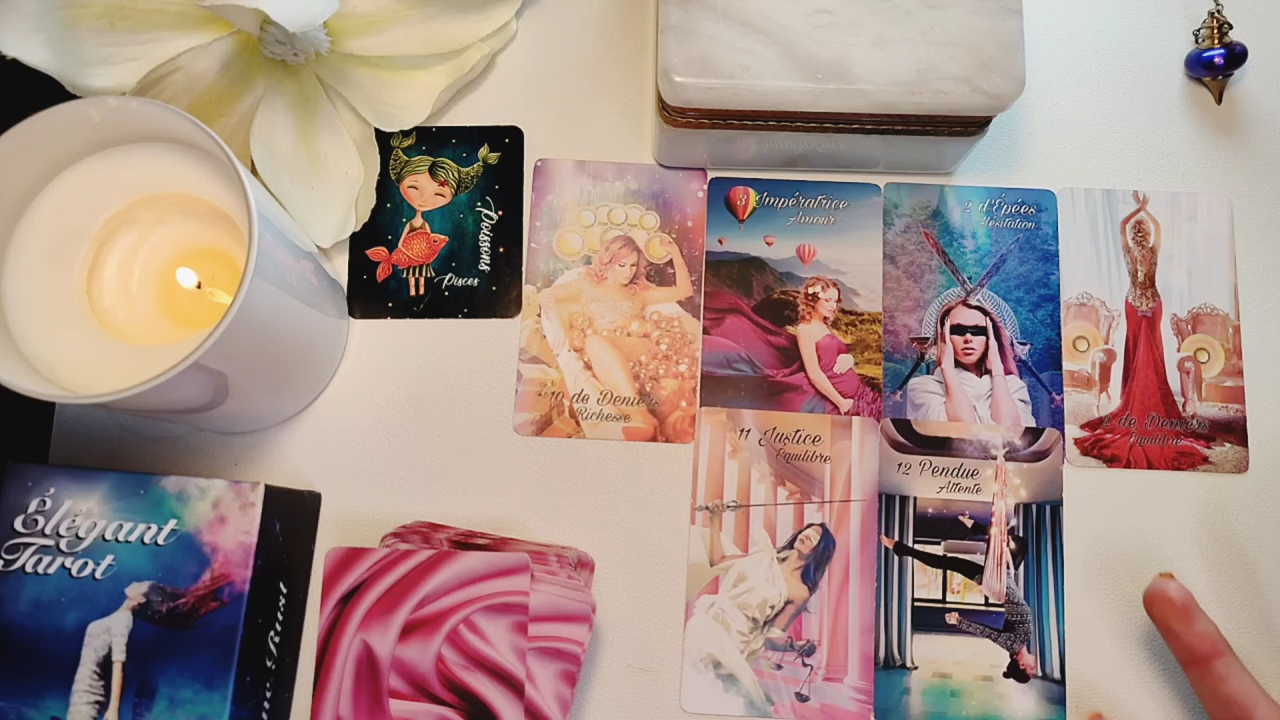 Poissons
Pisces
10 de Deniers
Richesse
3 Impératrice
Amour
2 d'Épées
Hésitation
2 de Deniers
Équilibre
11 Justice
Équilibre
12 Pendue
Attente
Élégant
Tarot